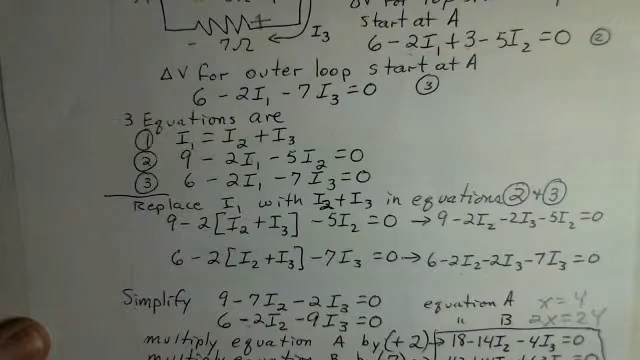 start at A
I₃
- 7Ω
6 - 2I₁ + 3 - 5I₂ = 0 ②
ΔV for outer loop start at A
6 - 2I₁ - 7I₃ = 0 ③
3 Equations are
① I₁ = I₂ + I₃
② 9 - 2I₁ - 5I₂ = 0
③ 6 - 2I₁ - 7I₃ = 0
Replace I₁ with I₂+I₃ in equations ② + ③
9 - 2[I₂ + I₃] - 5I₂ = 0 → 9 - 2I₂ - 2I₃ - 5I₂ = 0
6 - 2[I₂ + I₃] - 7I₃ = 0 → 6 - 2I₂ - 2I₃ - 7I₃ = 0
Simplify 9 - 7I₂ - 2I₃ = 0 equation A x = y
6 - 2I₂ - 9I₃ = 0 " B 2x = 2y
multiply equation A by (+2) → 18 - 14I₂ - 4I₃ = 0